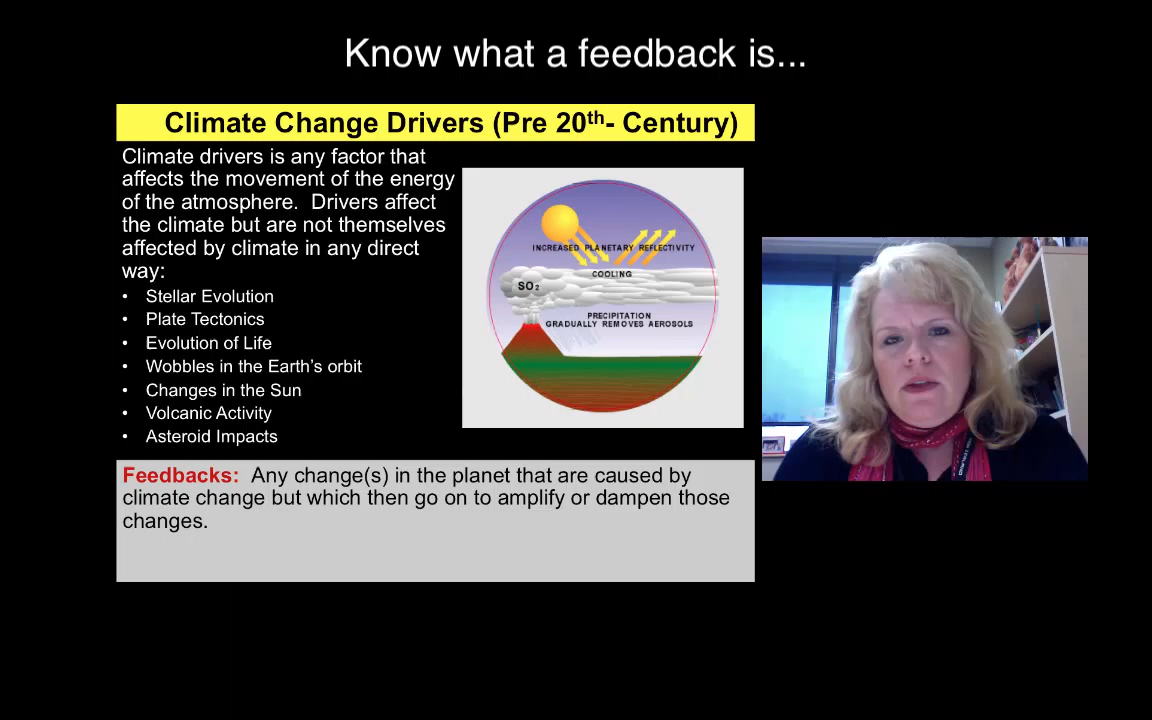 Know what a feedback is...
Climate Change Drivers (Pre 20th- Century)
Climate drivers is any factor that
affects the movement of the energy
of the atmosphere. Drivers affect
the climate but are not themselves
affected by climate in any direct
way:
• Stellar Evolution
• Plate Tectonics
• Evolution of Life
• Wobbles in the Earth's orbit
• Changes in the Sun
• Volcanic Activity
• Asteroid Impacts
INCREASED PLANETARY REFLECTIVITY
COOLING
SO2
PRECIPITATION
GRADUALLY REMOVES AEROSOLS
Feedbacks: Any change(s) in the planet that are caused by
climate change but which then go on to amplify or dampen those
changes.